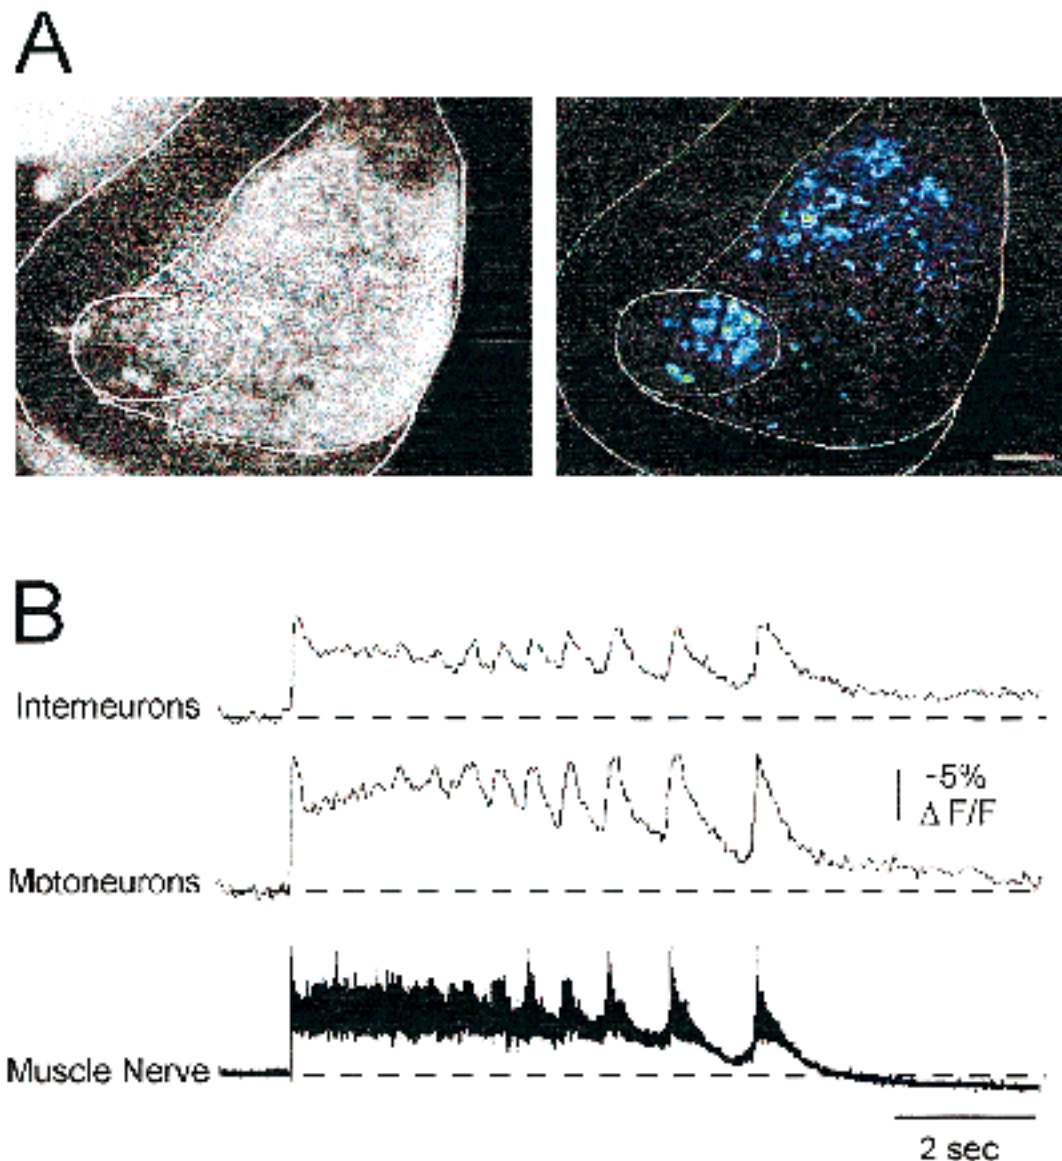 A
B
Interneurons
-5%
Δ F/F
Motoneurons
Muscle Nerve
2 sec